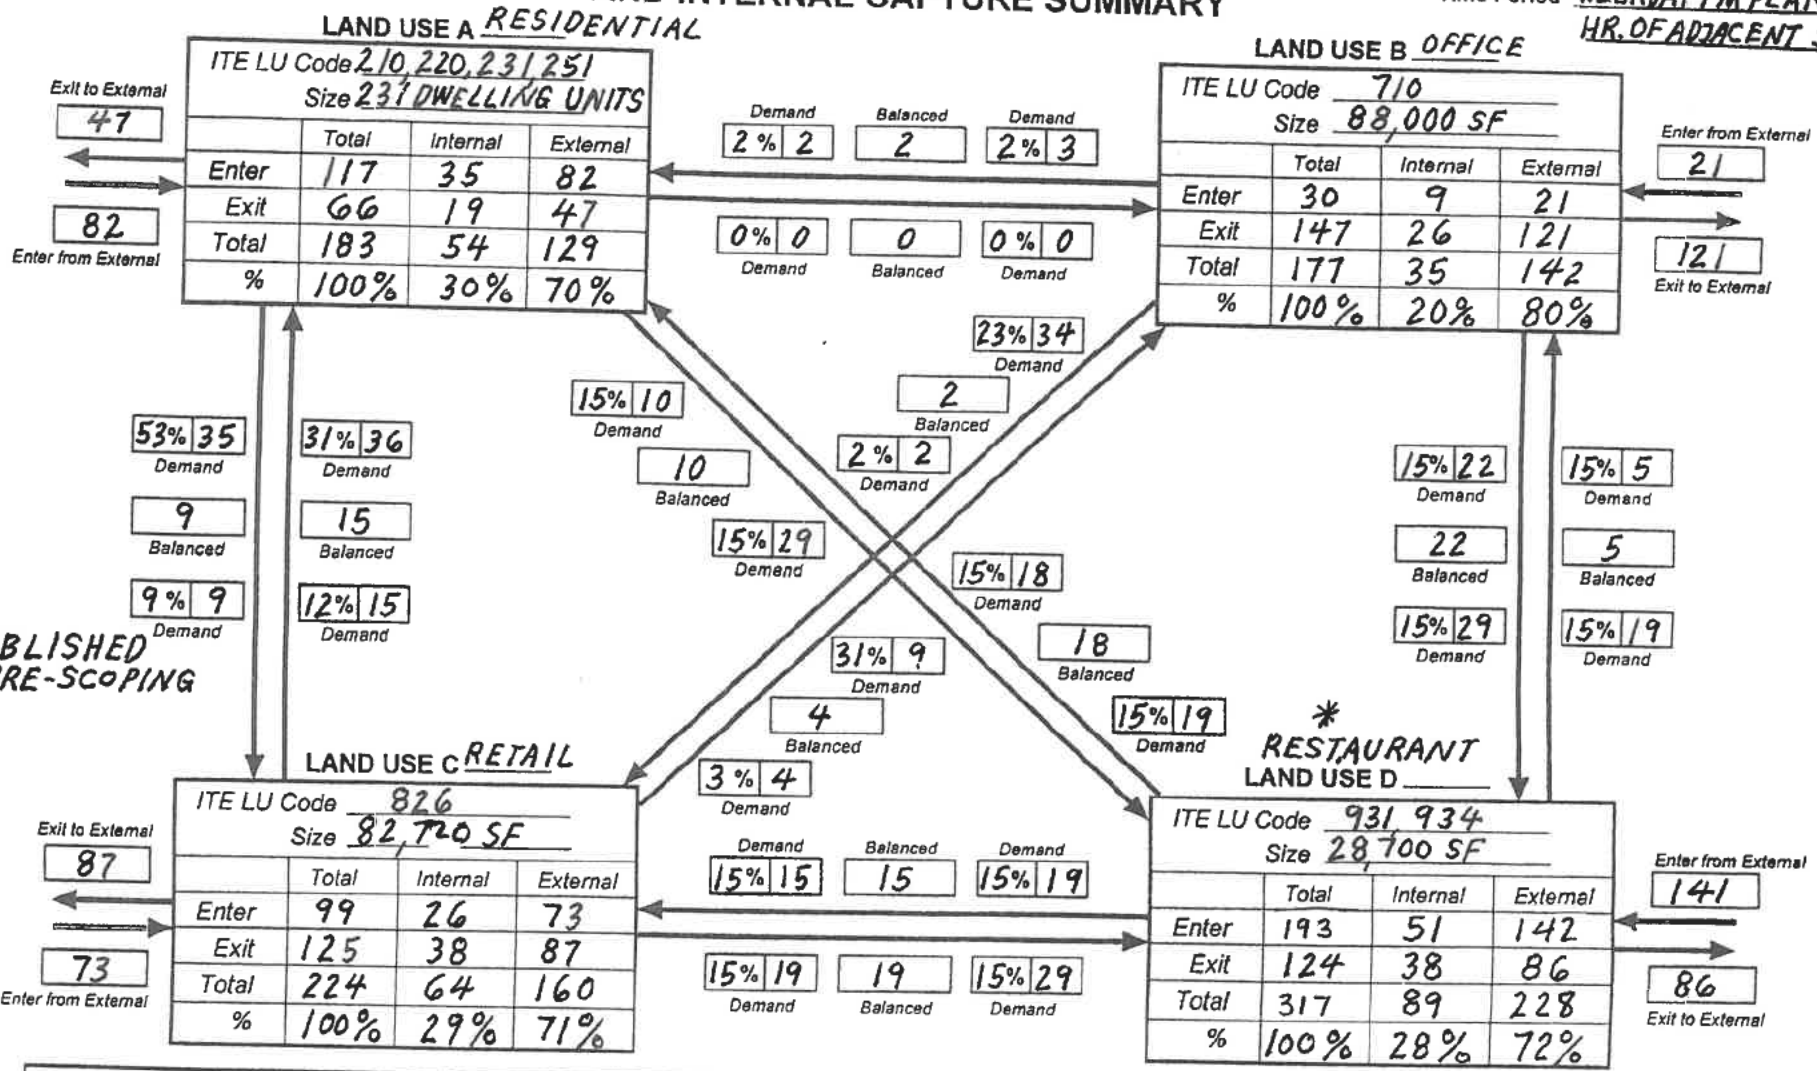 AND INTERNAL CAPTURE SUMMARY
HR. OF ADJACENT
LAND USE A RESIDENTIAL
ITE LU Code 210, 220, 231, 251
Size 231 DWELLING UNITS
Total Internal External
Enter 117 35 82
Exit 66 19 47
Total 183 54 129
% 100% 30% 70%
Exit to External
47
82
Enter from External
Demand Balanced Demand
2% 2 2 2% 3
0% 0 0 0% 0
Demand Balanced Demand
LAND USE B OFFICE
ITE LU Code 710
Size 88,000 SF
Total Internal External
Enter 30 9 21
Exit 147 26 121
Total 177 35 142
% 100% 20% 80%
Enter from External
21
121
Exit to External
53% 35
Demand
9
Balanced
9% 9
Demand
31% 36
Demand
15
Balanced
12% 15
Demand
15% 10
Demand
10
Balanced
15% 29
Demand
23% 34
Demand
2
Balanced
2% 2
Demand
15% 18
Demand
18
Balanced
15% 19
Demand
31% 9
Demand
4
Balanced
3% 4
Demand
15% 22
Demand
22
Balanced
15% 29
Demand
15% 5
Demand
5
Balanced
15% 19
Demand
BLISHED
RE-SCOPING
LAND USE C RETAIL
ITE LU Code 826
Size 82,720 SF
Total Internal External
Enter 99 26 73
Exit 125 38 87
Total 224 64 160
% 100% 29% 71%
Exit to External
87
73
Enter from External
Demand Balanced Demand
15% 15 15 15% 19
15% 19 19 15% 29
Demand Balanced Demand
*
RESTAURANT
LAND USE D
ITE LU Code 931, 934
Size 28,700 SF
Total Internal External
Enter 193 51 142
Exit 124 38 86
Total 317 89 228
% 100% 28% 72%
Enter from External
141
86
Exit to External